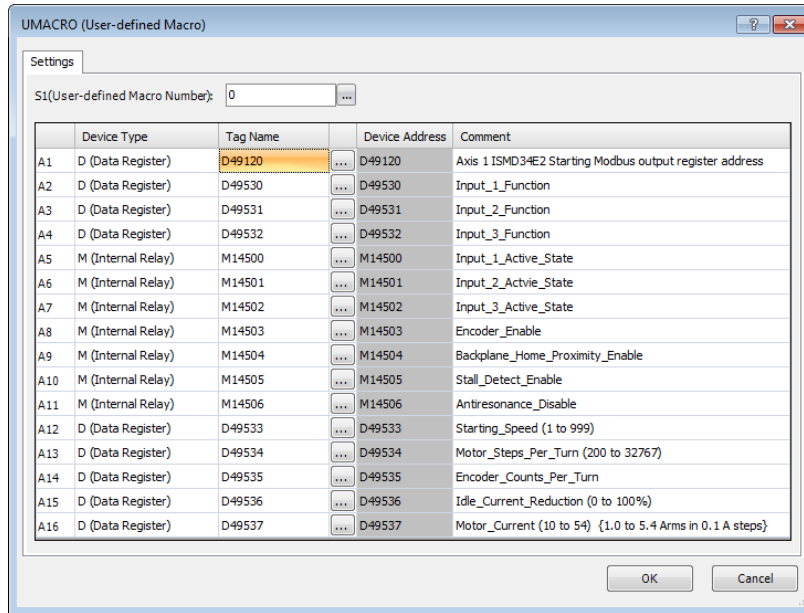 UMACRO (User-defined Macro)
Settings
S1(User-defined Macro Number): 0 ...
Device Type Tag Name Device Address Comment
A1 D (Data Register) D49120 ... D49120 Axis 1 ISMD34E2 Starting Modbus output register address
A2 D (Data Register) D49530 ... D49530 Input_1_Function
A3 D (Data Register) D49531 ... D49531 Input_2_Function
A4 D (Data Register) D49532 ... D49532 Input_3_Function
A5 M (Internal Relay) M14500 ... M14500 Input_1_Active_State
A6 M (Internal Relay) M14501 ... M14501 Input_2_Actvie_State
A7 M (Internal Relay) M14502 ... M14502 Input_3_Active_State
A8 M (Internal Relay) M14503 ... M14503 Encoder_Enable
A9 M (Internal Relay) M14504 ... M14504 Backplane_Home_Proximity_Enable
A10 M (Internal Relay) M14505 ... M14505 Stall_Detect_Enable
A11 M (Internal Relay) M14506 ... M14506 Antiresonance_Disable
A12 D (Data Register) D49533 ... D49533 Starting_Speed (1 to 999)
A13 D (Data Register) D49534 ... D49534 Motor_Steps_Per_Turn (200 to 32767)
A14 D (Data Register) D49535 ... D49535 Encoder_Counts_Per_Turn
A15 D (Data Register) D49536 ... D49536 Idle_Current_Reduction (0 to 100%)
A16 D (Data Register) D49537 ... D49537 Motor_Current (10 to 54) {1.0 to 5.4 Arms in 0.1 A steps}
OK Cancel